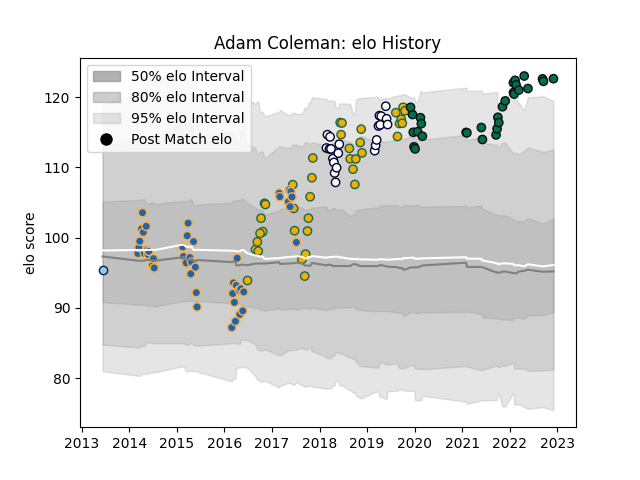 Adam Coleman: elo History
50% elo Interval
80% elo Interval
95% elo Interval
Post Match elo
elo score
120
110
100
90
80
2013 2014 2015 2016 2017 2018 2019 2020 2021 2022 2023